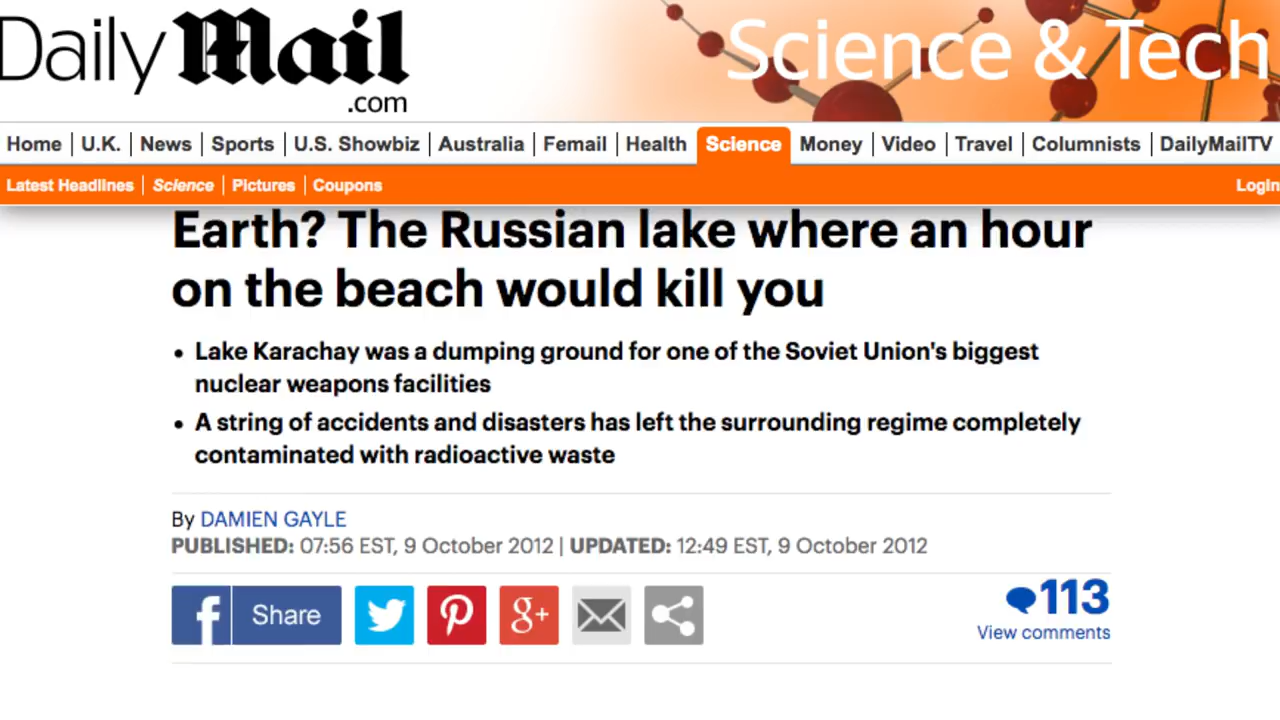 Daily Mail
.com
Science & Tech
Home U.K. News Sports U.S. Showbiz Australia Femail Health Science Money Video Travel Columnists DailyMailTV
Latest Headlines Science Pictures Coupons Login
Earth? The Russian lake where an hour
on the beach would kill you
• Lake Karachay was a dumping ground for one of the Soviet Union's biggest
nuclear weapons facilities
• A string of accidents and disasters has left the surrounding regime completely
contaminated with radioactive waste
By DAMIEN GAYLE
PUBLISHED: 07:56 EST, 9 October 2012 | UPDATED: 12:49 EST, 9 October 2012
f Share g+ 113
View comments